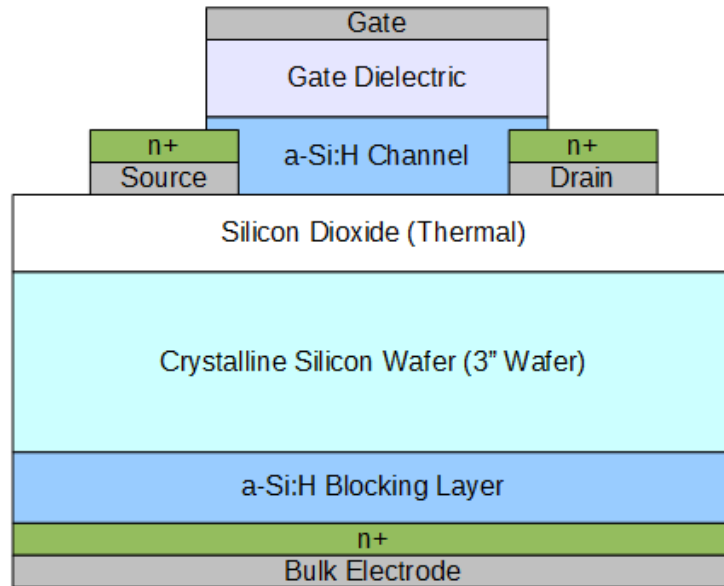 Gate
Gate Dielectric
n+
a-Si:H Channel
n+
Source
Drain
Silicon Dioxide (Thermal)
Crystalline Silicon Wafer (3” Wafer)
a-Si:H Blocking Layer
n+
Bulk Electrode